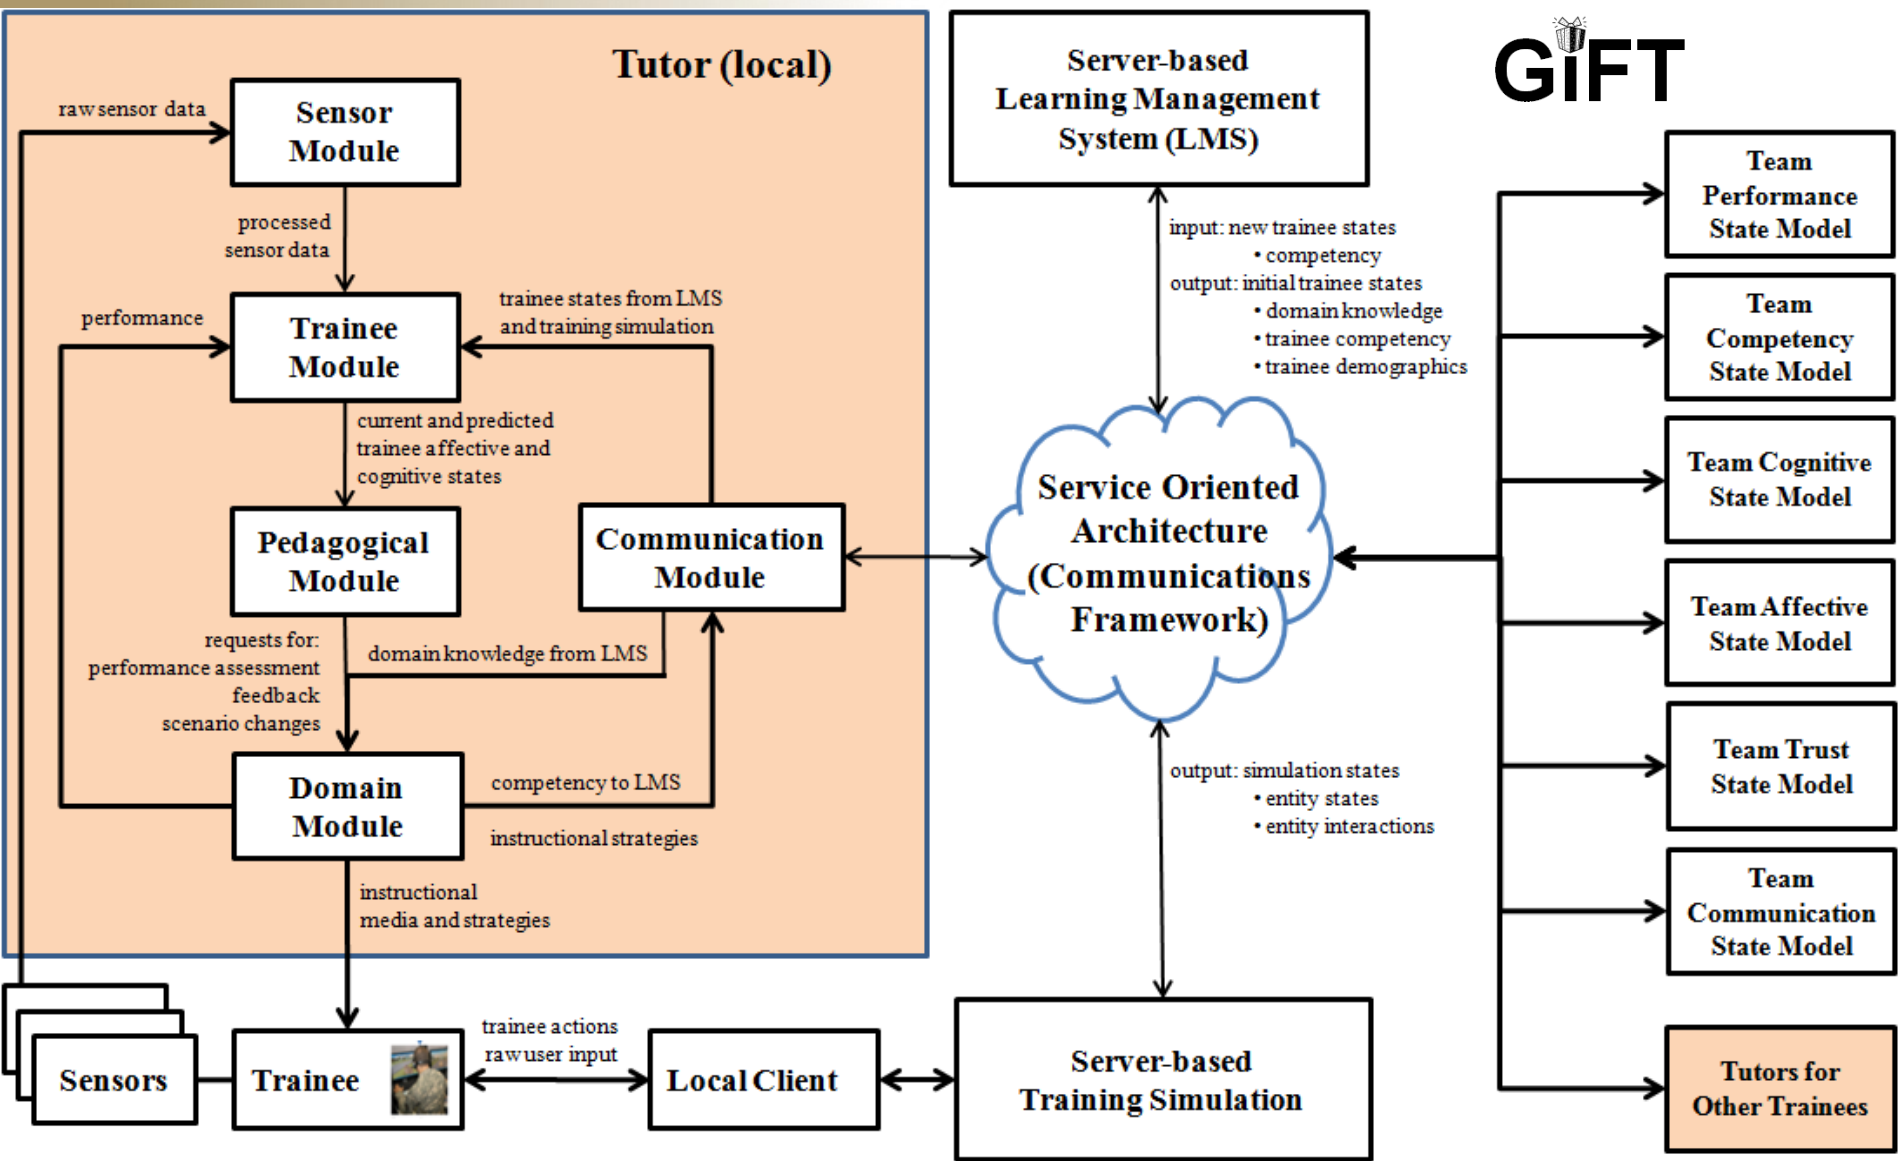 Tutor (local)
raw sensor data
Sensor
Module
processed
sensor data
performance
Trainee
Module
trainee states from LMS
and training simulation
current and predicted
trainee affective and
cognitive states
Pedagogical
Module
Communication
Module
requests for:
performance assessment
feedback
scenario changes
domain knowledge from LMS
Domain
Module
competency to LMS
instructional strategies
instructional
media and strategies
Sensors
Trainee
trainee actions
raw user input
Local Client
Server-based
Learning Management
System (LMS)
input: new trainee states
• competency
output: initial trainee states
• domain knowledge
• trainee competency
• trainee demographics
Service Oriented
Architecture
(Communications
Framework)
output: simulation states
• entity states
• entity interactions
Server-based
Training Simulation
GiFT
Team
Performance
State Model
Team
Competency
State Model
Team Cognitive
State Model
Team Affective
State Model
Team Trust
State Model
Team
Communication
State Model
Tutors for
Other Trainees